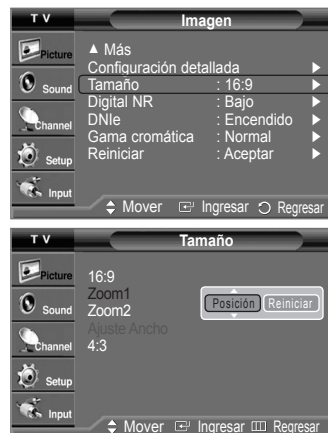 T V Imagen
Picture
Sound
Channel
Setup
Input
▲ Más
Configuración detallada ►
Tamaño : 16:9 ►
Digital NR : Bajo ►
DNIe : Encendido ►
Gama cromática : Normal ►
Reiniciar : Aceptar ►
Mover Ingresar Regresar
T V Tamaño
Picture
Sound
Channel
Setup
Input
16:9
Zoom1
Zoom2
Ajuste Ancho
4:3
Posición Reiniciar
Mover Ingresar Regresar